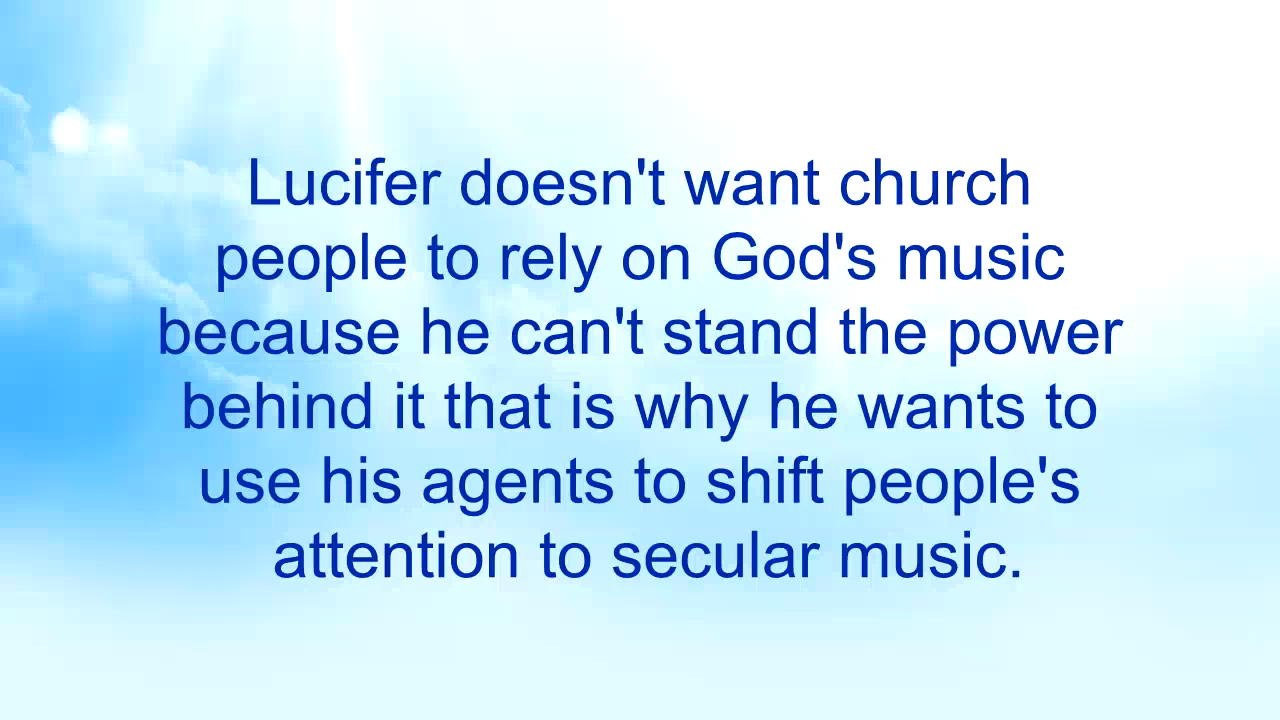 Lucifer doesn't want church
people to rely on God's music
because he can't stand the power
behind it that is why he wants to
use his agents to shift people's
attention to secular music.